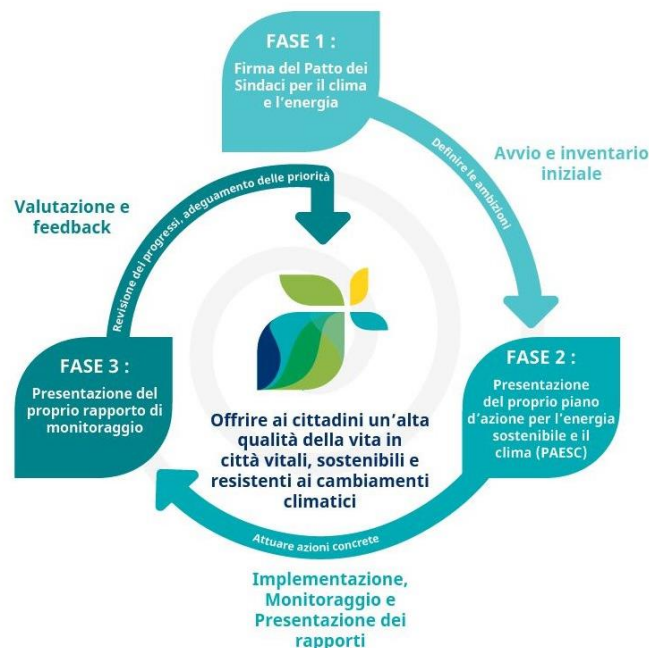 FASE 1 :
Firma del Patto dei
Sindaci per il clima
e l'energia
Definire le ambizioni
Avvio e inventario
iniziale
FASE 2 :
Presentazione
del proprio piano
d'azione per l'energia
sostenibile e il
clima (PAESC)
Attuare azioni concrete
Implementazione,
Monitoraggio e
Presentazione dei
rapporti
FASE 3 :
Presentazione del
proprio rapporto di
monitoraggio
Revisione dei progressi, adeguamento delle priorità
Valutazione e
feedback
Offrire ai cittadini un'alta
qualità della vita in
città vitali, sostenibili e
resistenti ai cambiamenti
climatici